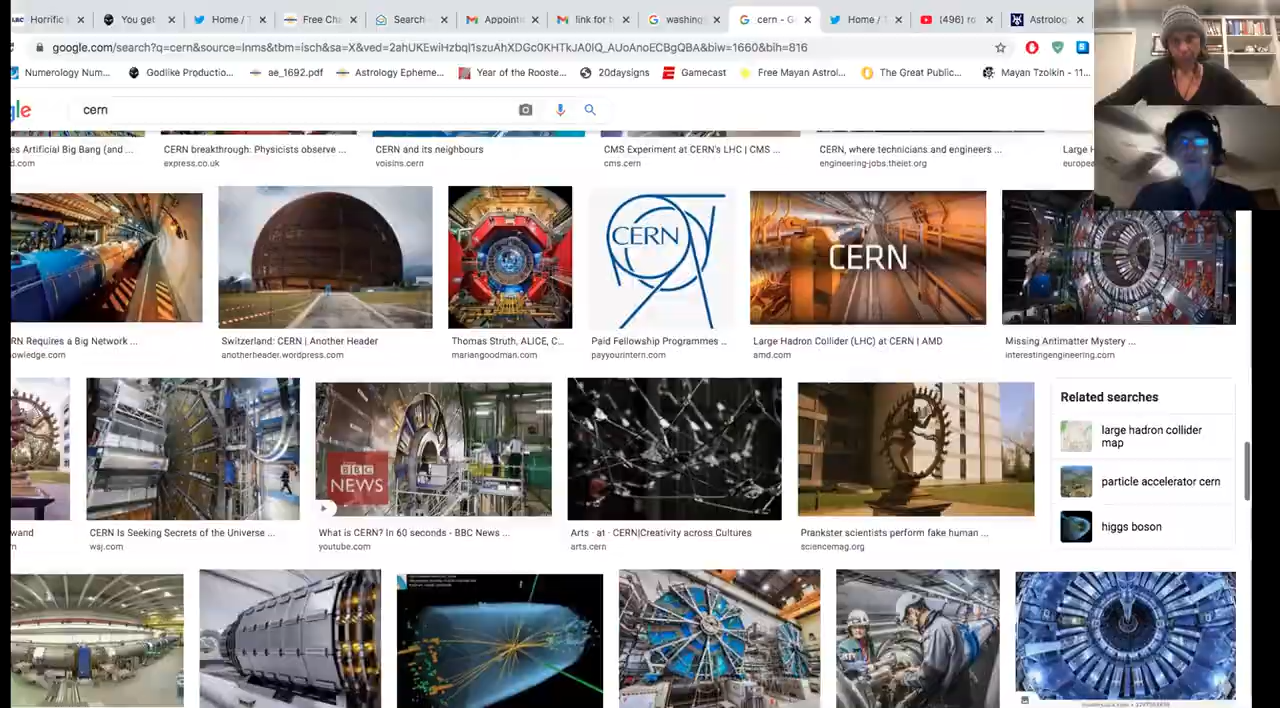 LRC Horrific You get Home / T Free Cha Search Appointi link for t washing cern - G Home / T (496) ro Astrolog
google.com/search?q=cern&source=lnms&tbm=isch&sa=X&ved=
Numerology Num... Godlike Productio... ae_1692.pdf Astrology Epheme... Year of the Rooste... 20daysigns Gamecast Free Mayan Astrol... The Great Public... Mayan Tzolkin - 11...
gle cern
es Artificial Big Bang (and ... CERN breakthrough: Physicists observe ... CERN and its neighbours CMS Experiment at CERN's LHC | CMS ... CERN, where technicians and engineers ... Large H
d.com express.co.uk voisins.cern cms.cern engineering-jobs.theiet.org europea
CERN
CERN
RN Requires a Big Network ... Switzerland: CERN | Another Header Thomas Struth, ALICE, C... Paid Fellowship Programmes .. Large Hadron Collider (LHC) at CERN | AMD Missing Antimatter Mystery ...
owledge.com anotherheader.wordpress.com mariangoodman.com payyourintern.com amd.com interestingengineering.com
Related searches
large hadron collider
map
BBC
NEWS
particle accelerator cern
higgs boson
wand CERN Is Seeking Secrets of the Universe ... What is CERN? In 60 seconds - BBC News ... Arts · at · CERN|Creativity across Cultures Prankster scientists perform fake human ...
m wsj.com youtube.com arts.cern sciencemag.org